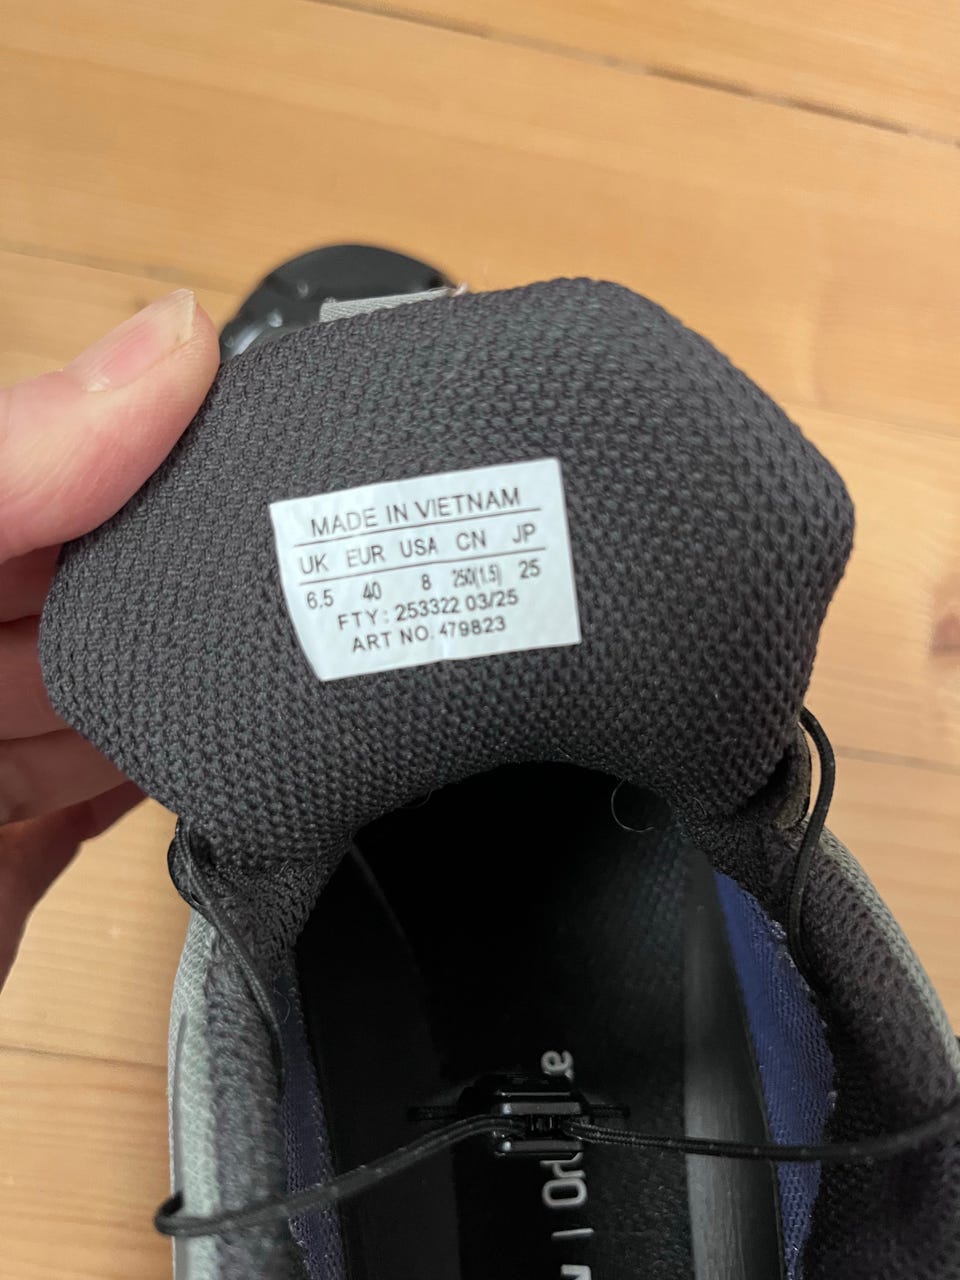 MADE IN VIETNAM
UK EUR USA CN JP
6.5 40 8 250(1.5) 25
FTY: 253322 03/25
ART NO. 479823